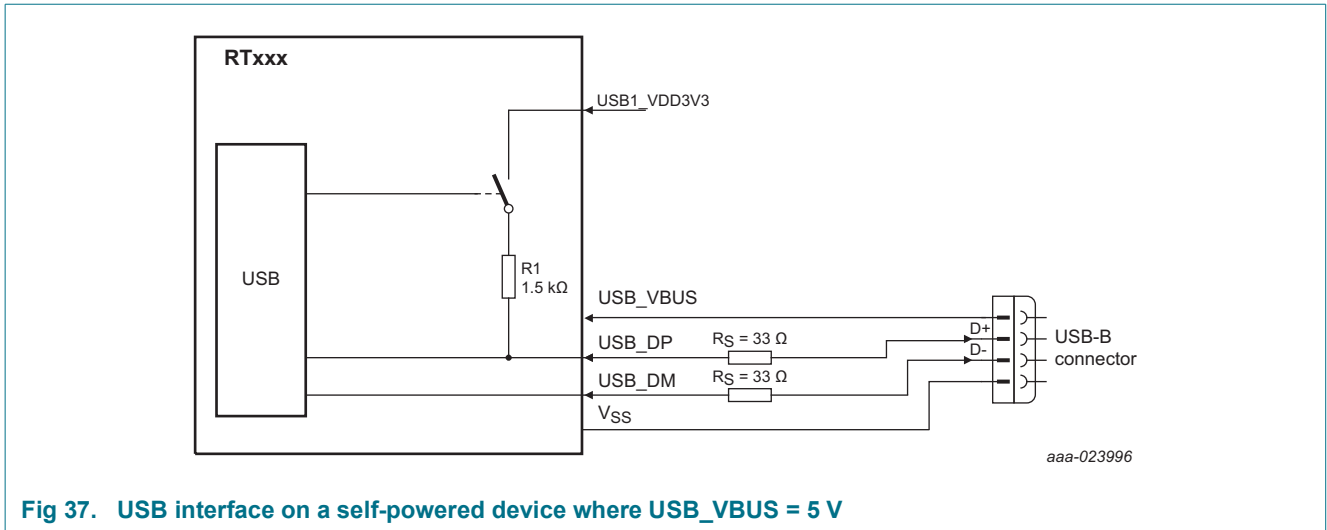 RTxxx
USB1_VDD3V3
USB
R1
1.5 kΩ
USB_VBUS
D+
USB_DP
RS = 33 Ω
USB-B
connector
D-
USB_DM
RS = 33 Ω
VSS
aaa-023996
Fig 37. USB interface on a self-powered device where USB_VBUS = 5 V